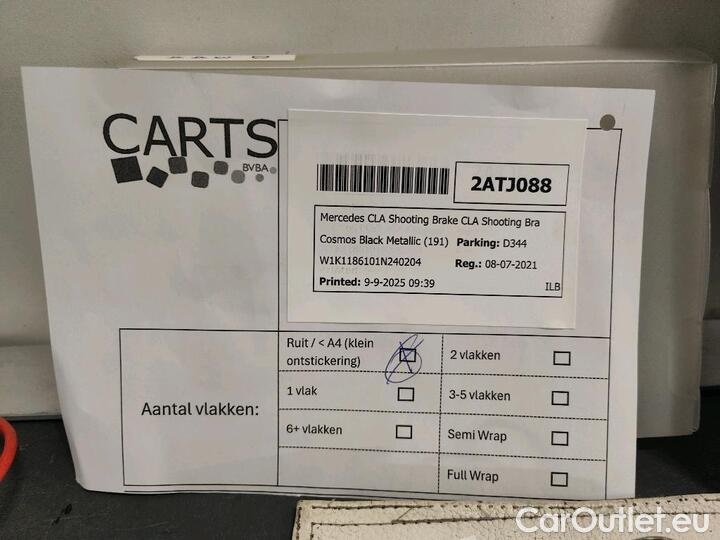 CARTS
BVBA
2ATJ088
Mercedes CLA Shooting Brake CLA Shooting Bra
Cosmos Black Metallic (191) Parking: D344
W1K1186101N240204 Reg.: 08-07-2021
Printed: 9-9-2025 09:39
ILB
Ruit / < A4 (klein
ontstickering)
2 vlakken
Aantal vlakken:
1 vlak
3-5 vlakken
6+ vlakken
Semi Wrap
Full Wrap
CarOutlet.eu